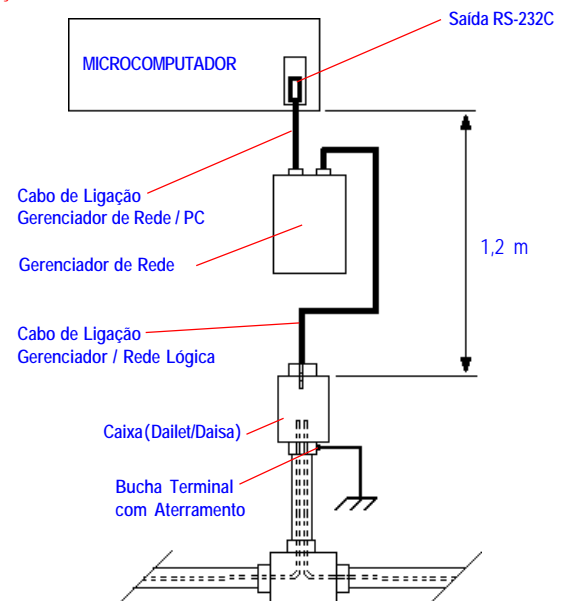 Saída RS-232C
MICROCOMPUTADOR
Cabo de Ligação
Gerenciador de Rede / PC
1,2 m
Gerenciador de Rede
Cabo de Ligação
Gerenciador / Rede Lógica
Caixa (Dailet/Daisa)
Bucha Terminal
com Aterramento